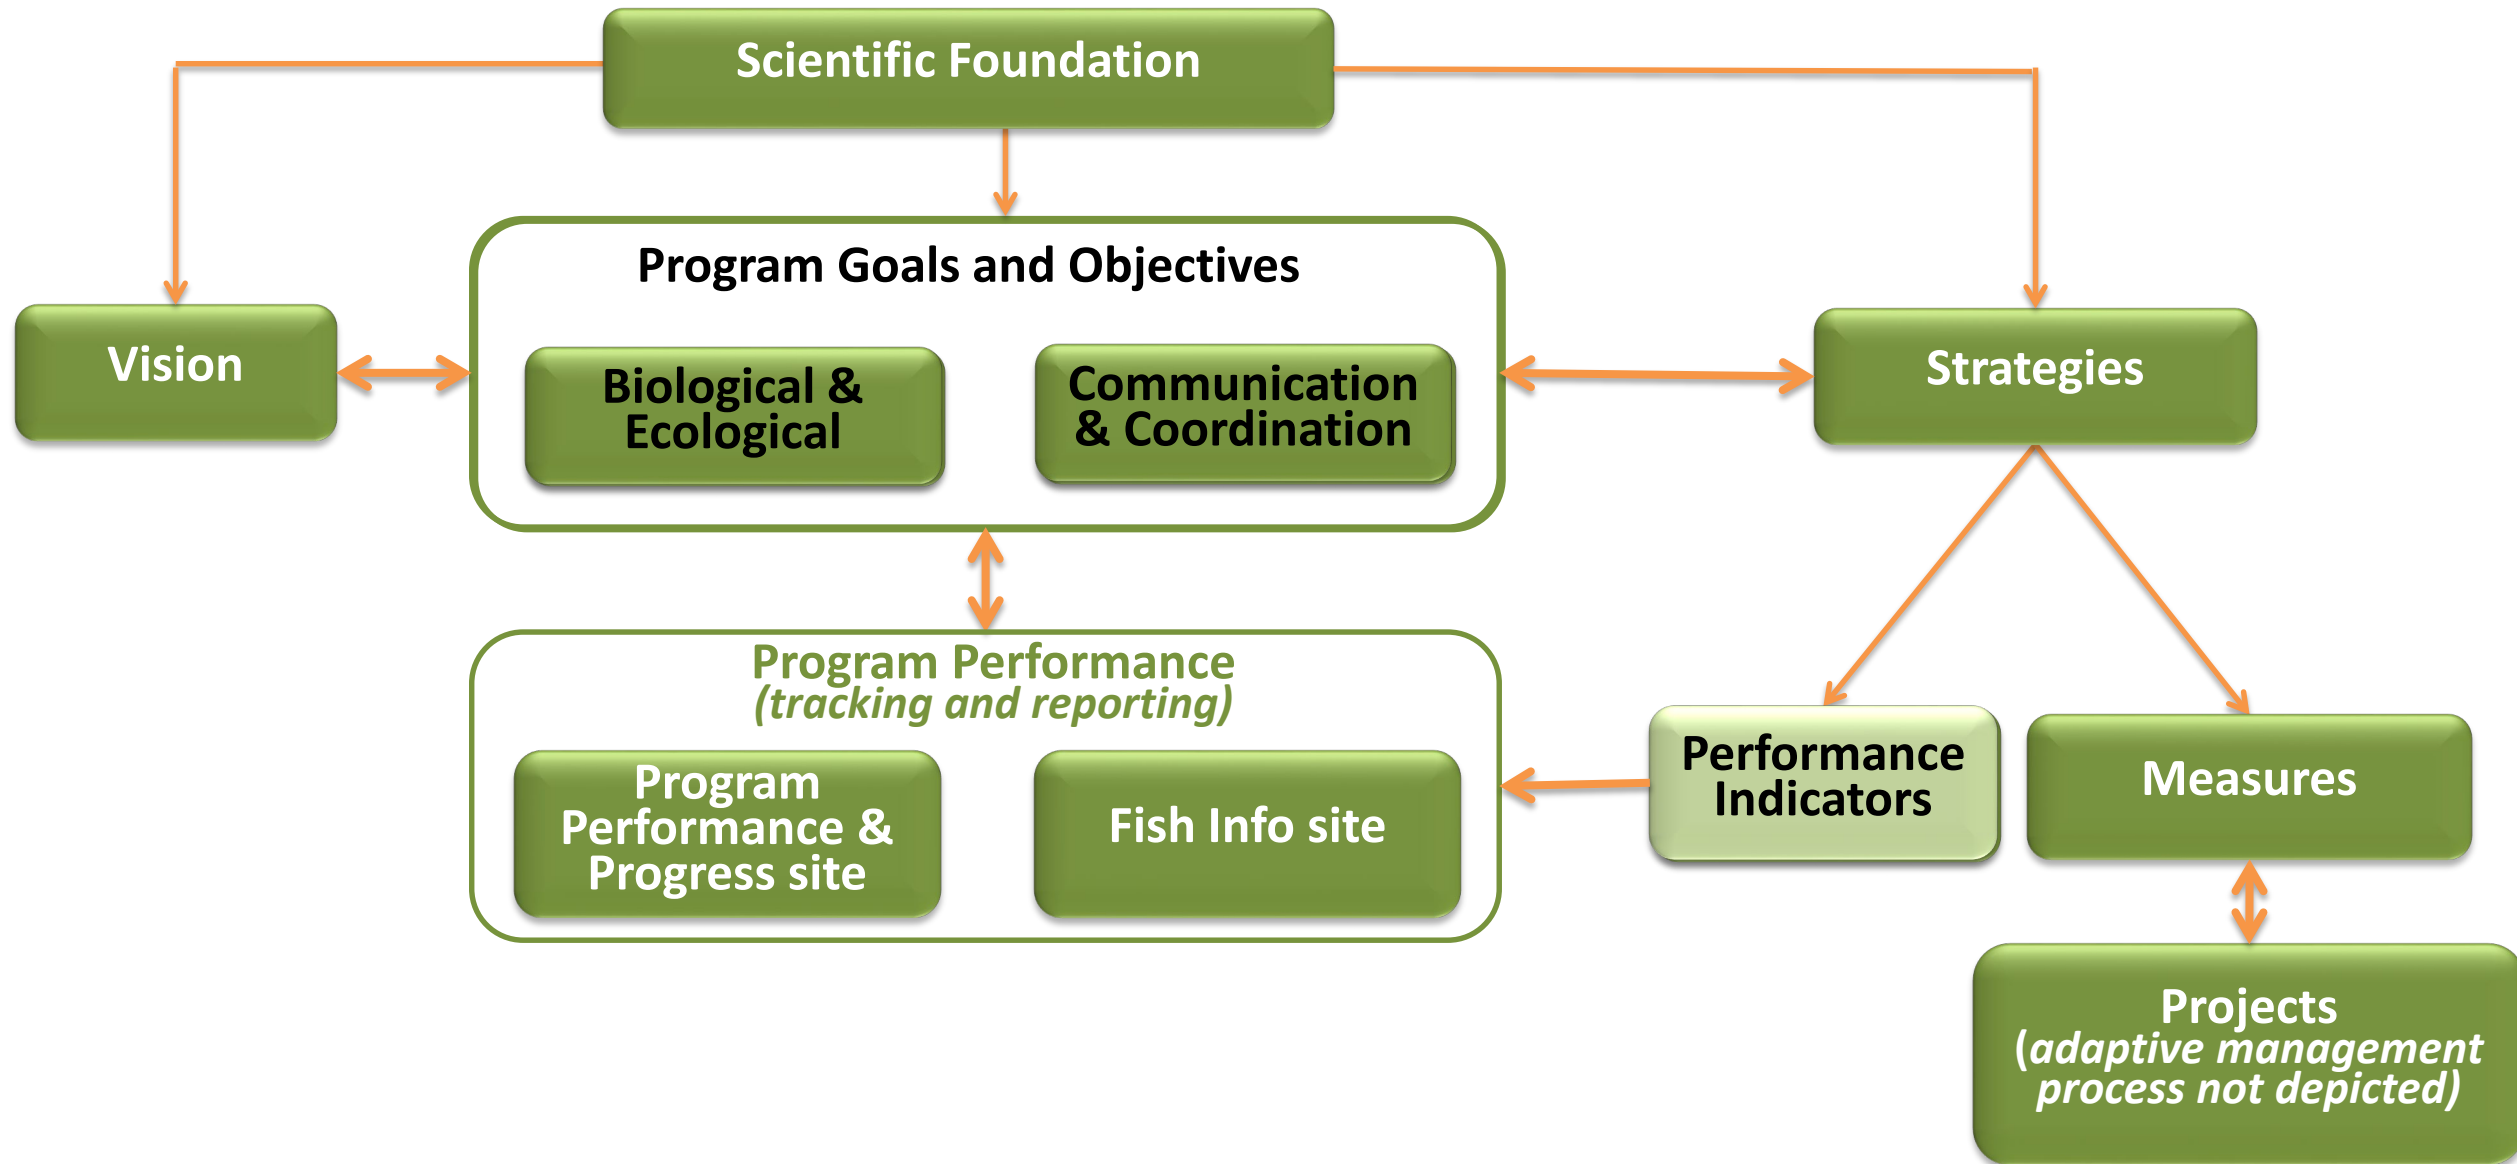 Scientific Foundation
Program Goals and Objectives
Vision
Biological &
Ecological
Communication
& Coordination
Strategies
Program Performance
(tracking and reporting)
Program
Performance &
Progress site
Fish Info site
Performance
Indicators
Measures
Projects
(adaptive management
process not depicted)